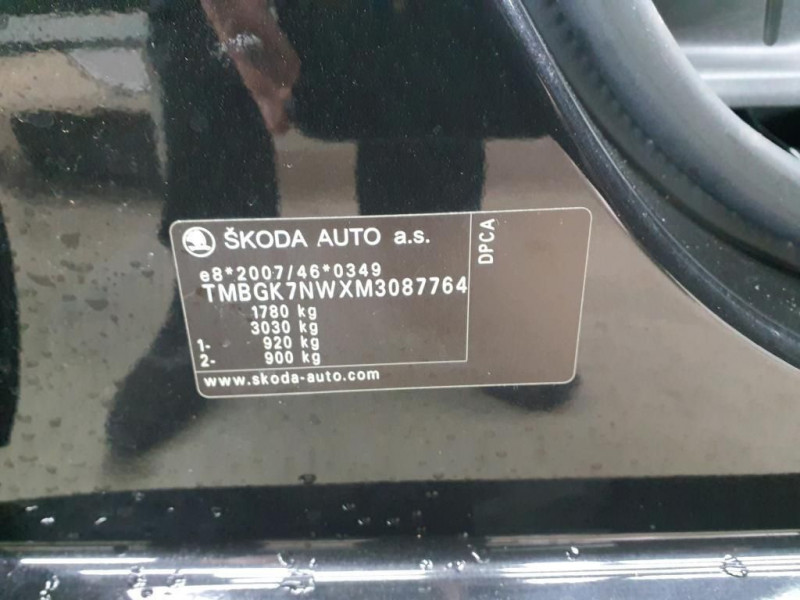 ŠKODA AUTO a.s.
DPCA
e8*2007/46*0349
TMBGK7NWXM3087764
1780 kg
3030 kg
1- 920 kg
2- 900 kg
www.skoda-auto.com